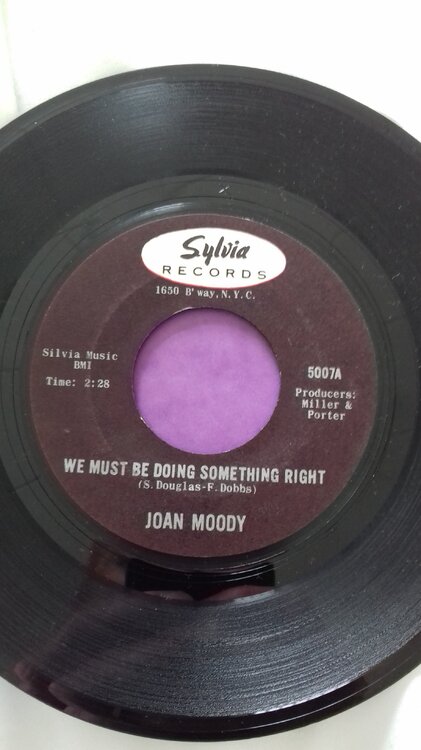 Sylvia
RECORDS
1650 B'way, N.Y.C.
Silvia Music
BMI
Time: 2:28
5007A
Producers:
Miller &
Porter
WE MUST BE DOING SOMETHING RIGHT
(S. Douglas-F. Dobbs)
JOAN MOODY